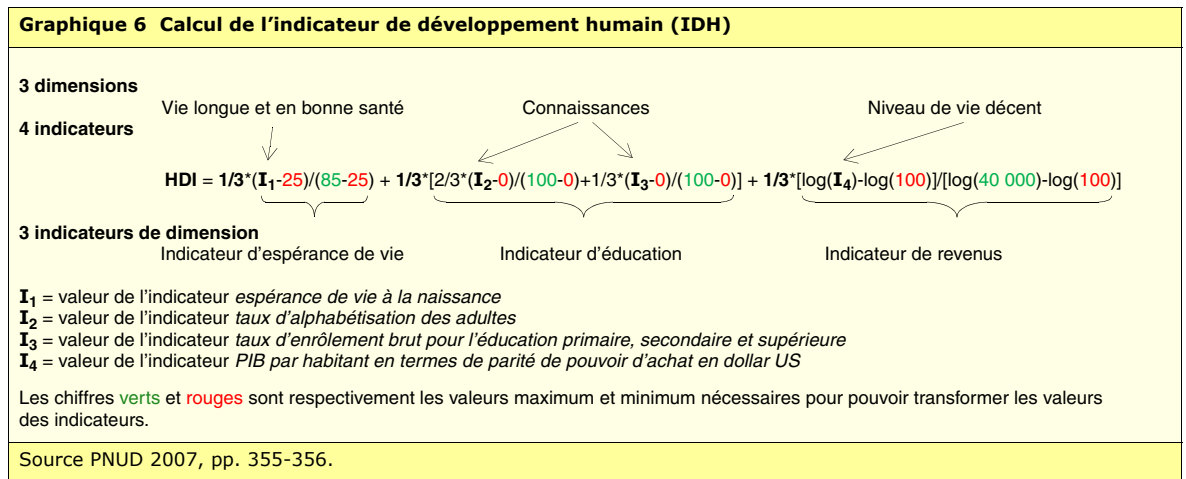 Graphique 6 Calcul de l'indicateur de développement humain (IDH)
3 dimensions
Vie longue et en bonne santé Connaissances Niveau de vie décent
4 indicateurs
HDI = 1/3*(I1-25)/(85-25) + 1/3*[2/3*(I2-0)/(100-0)+1/3*(I3-0)/(100-0)] + 1/3*[log(I4)-log(100)]/[log(40 000)-log(100)]
3 indicateurs de dimension
Indicateur d'espérance de vie Indicateur d'éducation Indicateur de revenus
I1 = valeur de l'indicateur espérance de vie à la naissance
I2 = valeur de l'indicateur taux d'alphabétisation des adultes
I3 = valeur de l'indicateur taux d'enrôlement brut pour l'éducation primaire, secondaire et supérieure
I4 = valeur de l'indicateur PIB par habitant en termes de parité de pouvoir d'achat en dollar US
Les chiffres verts et rouges sont respectivement les valeurs maximum et minimum nécessaires pour pouvoir transformer les valeurs
des indicateurs.
Source PNUD 2007, pp. 355-356.